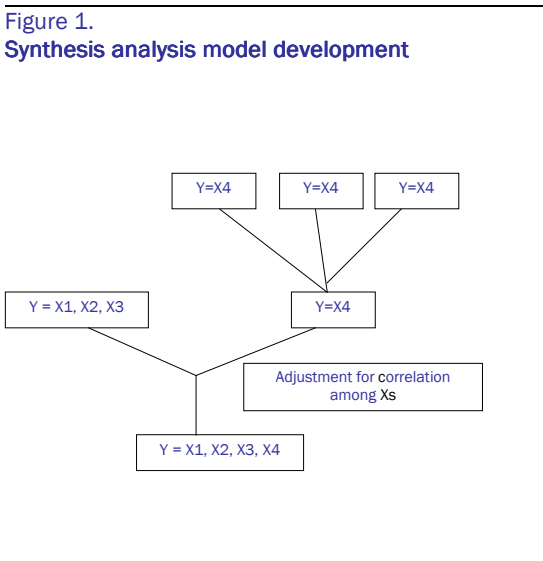 Figure 1.
Synthesis analysis model development
Y=X4
Y=X4
Y=X4
Y = X1, X2, X3
Y=X4
Adjustment for correlation
among Xs
Y = X1, X2, X3, X4